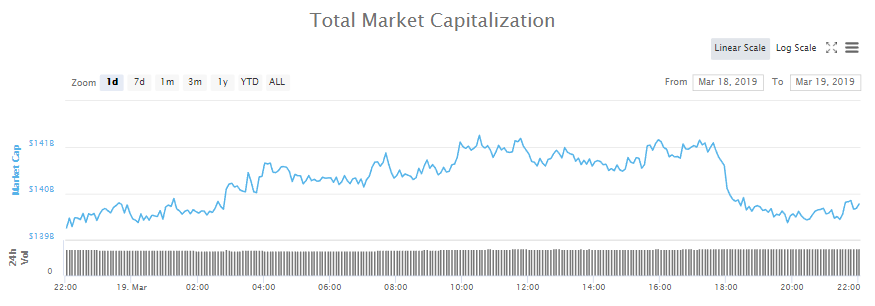 Total Market Capitalization
Linear Scale Log Scale
Zoom 1d 7d 1m 3m 1y YTD ALL From Mar 18, 2019 To Mar 19, 2019
Market Cap
$141B
$140B
$139B
24h Vol
0
22:00 19. Mar 02:00 04:00 06:00 08:00 10:00 12:00 14:00 16:00 18:00 20:00 22:00